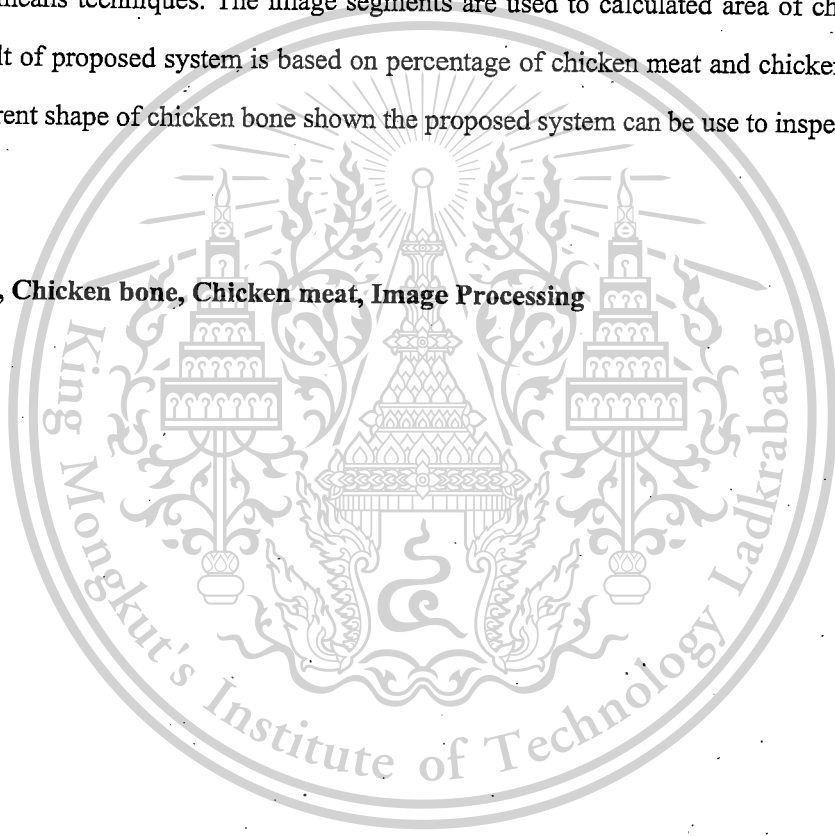 means techniques. The image segments are used to calculated area of ch
lt of proposed system is based on percentage of chicken meat and chicke
rent shape of chicken bone shown the proposed system can be use to inspe
, Chicken bone, Chicken meat, Image Processing
King Mongkut's Institute of Technology Ladkrabang